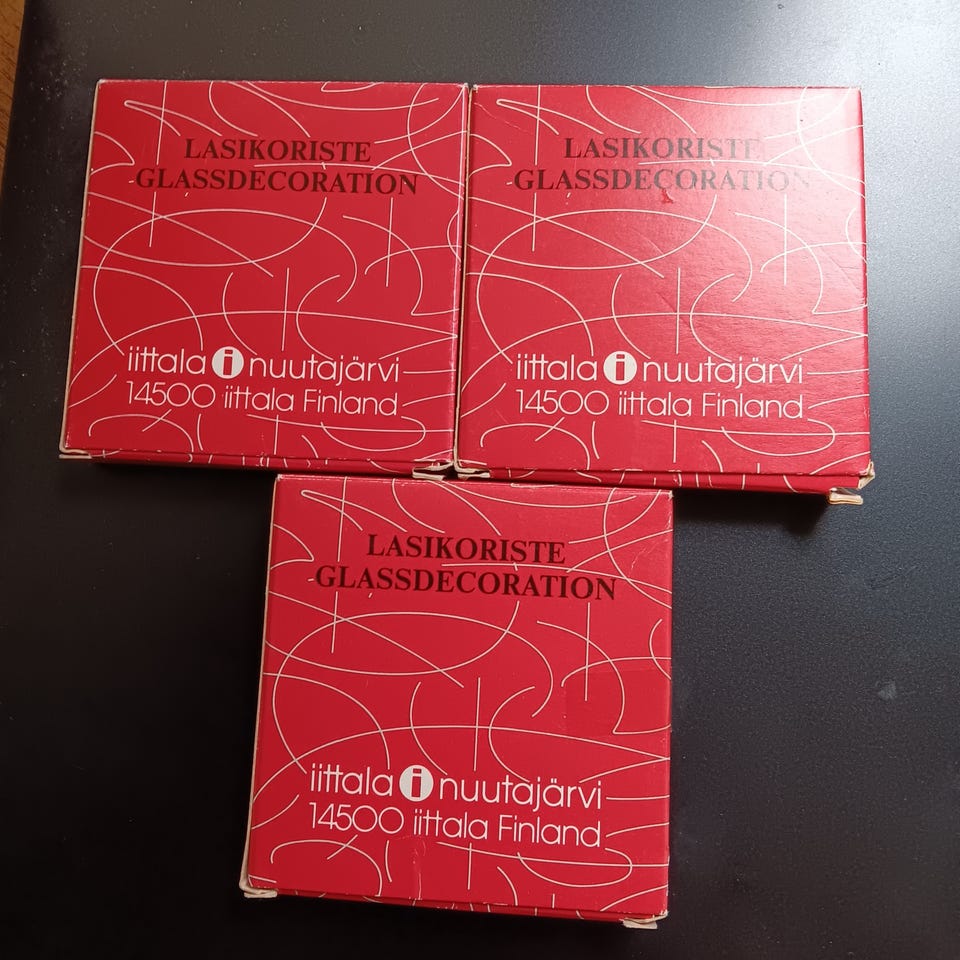 LASIKORISTE
GLASSDECORATION
iittala i nuutajärvi
14500 iittala Finland
LASIKORISTE
GLASSDECORATION
iittala i nuutajärvi
14500 iittala Finland
LASIKORISTE
GLASSDECORATION
iittala i nuutajärvi
14500 iittala Finland